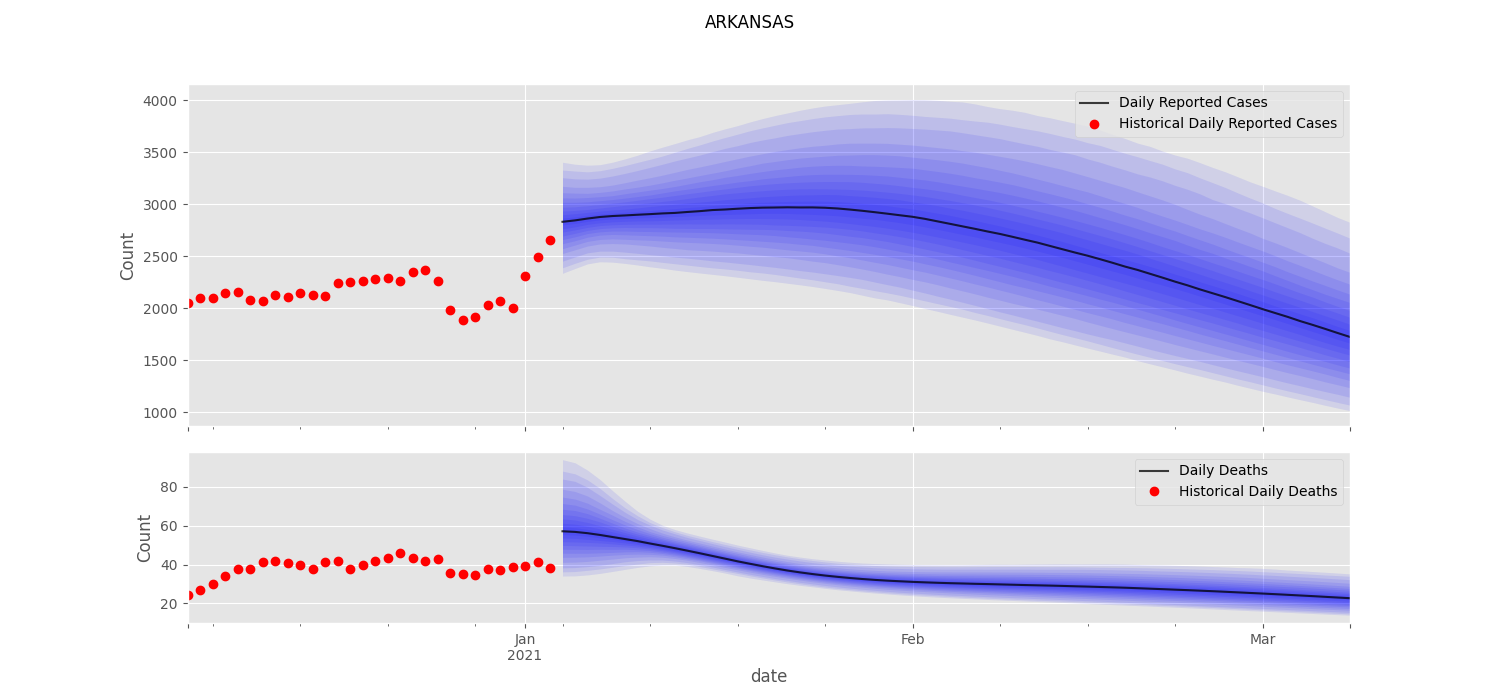 ARKANSAS
4000
3500
3000
2500
2000
1500
1000
Count
Daily Reported Cases
Historical Daily Reported Cases
80
60
40
20
Count
Daily Deaths
Historical Daily Deaths
Jan
2021
Feb
Mar
date